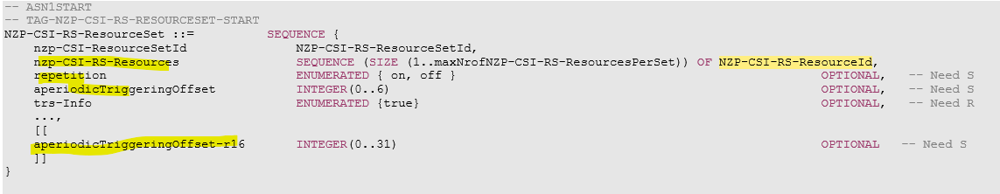 -- ASN1START
-- TAG-NZP-CSI-RS-RESOURCESET-START
NZP-CSI-RS-ResourceSet ::= SEQUENCE {
nzp-CSI-ResourceSetId NZP-CSI-RS-ResourceSetId,
nzp-CSI-RS-Resources SEQUENCE (SIZE (1..maxNrofNZP-CSI-RS-ResourcesPerSet)) OF NZP-CSI-RS-ResourceId,
repetition ENUMERATED { on, off } OPTIONAL, -- Need S
aperiodicTriggeringOffset INTEGER(0..6) OPTIONAL, -- Need S
trs-Info ENUMERATED {true} OPTIONAL, -- Need R
...,
[[
aperiodicTriggeringOffset-r16 INTEGER(0..31) OPTIONAL -- Need S
]]
}